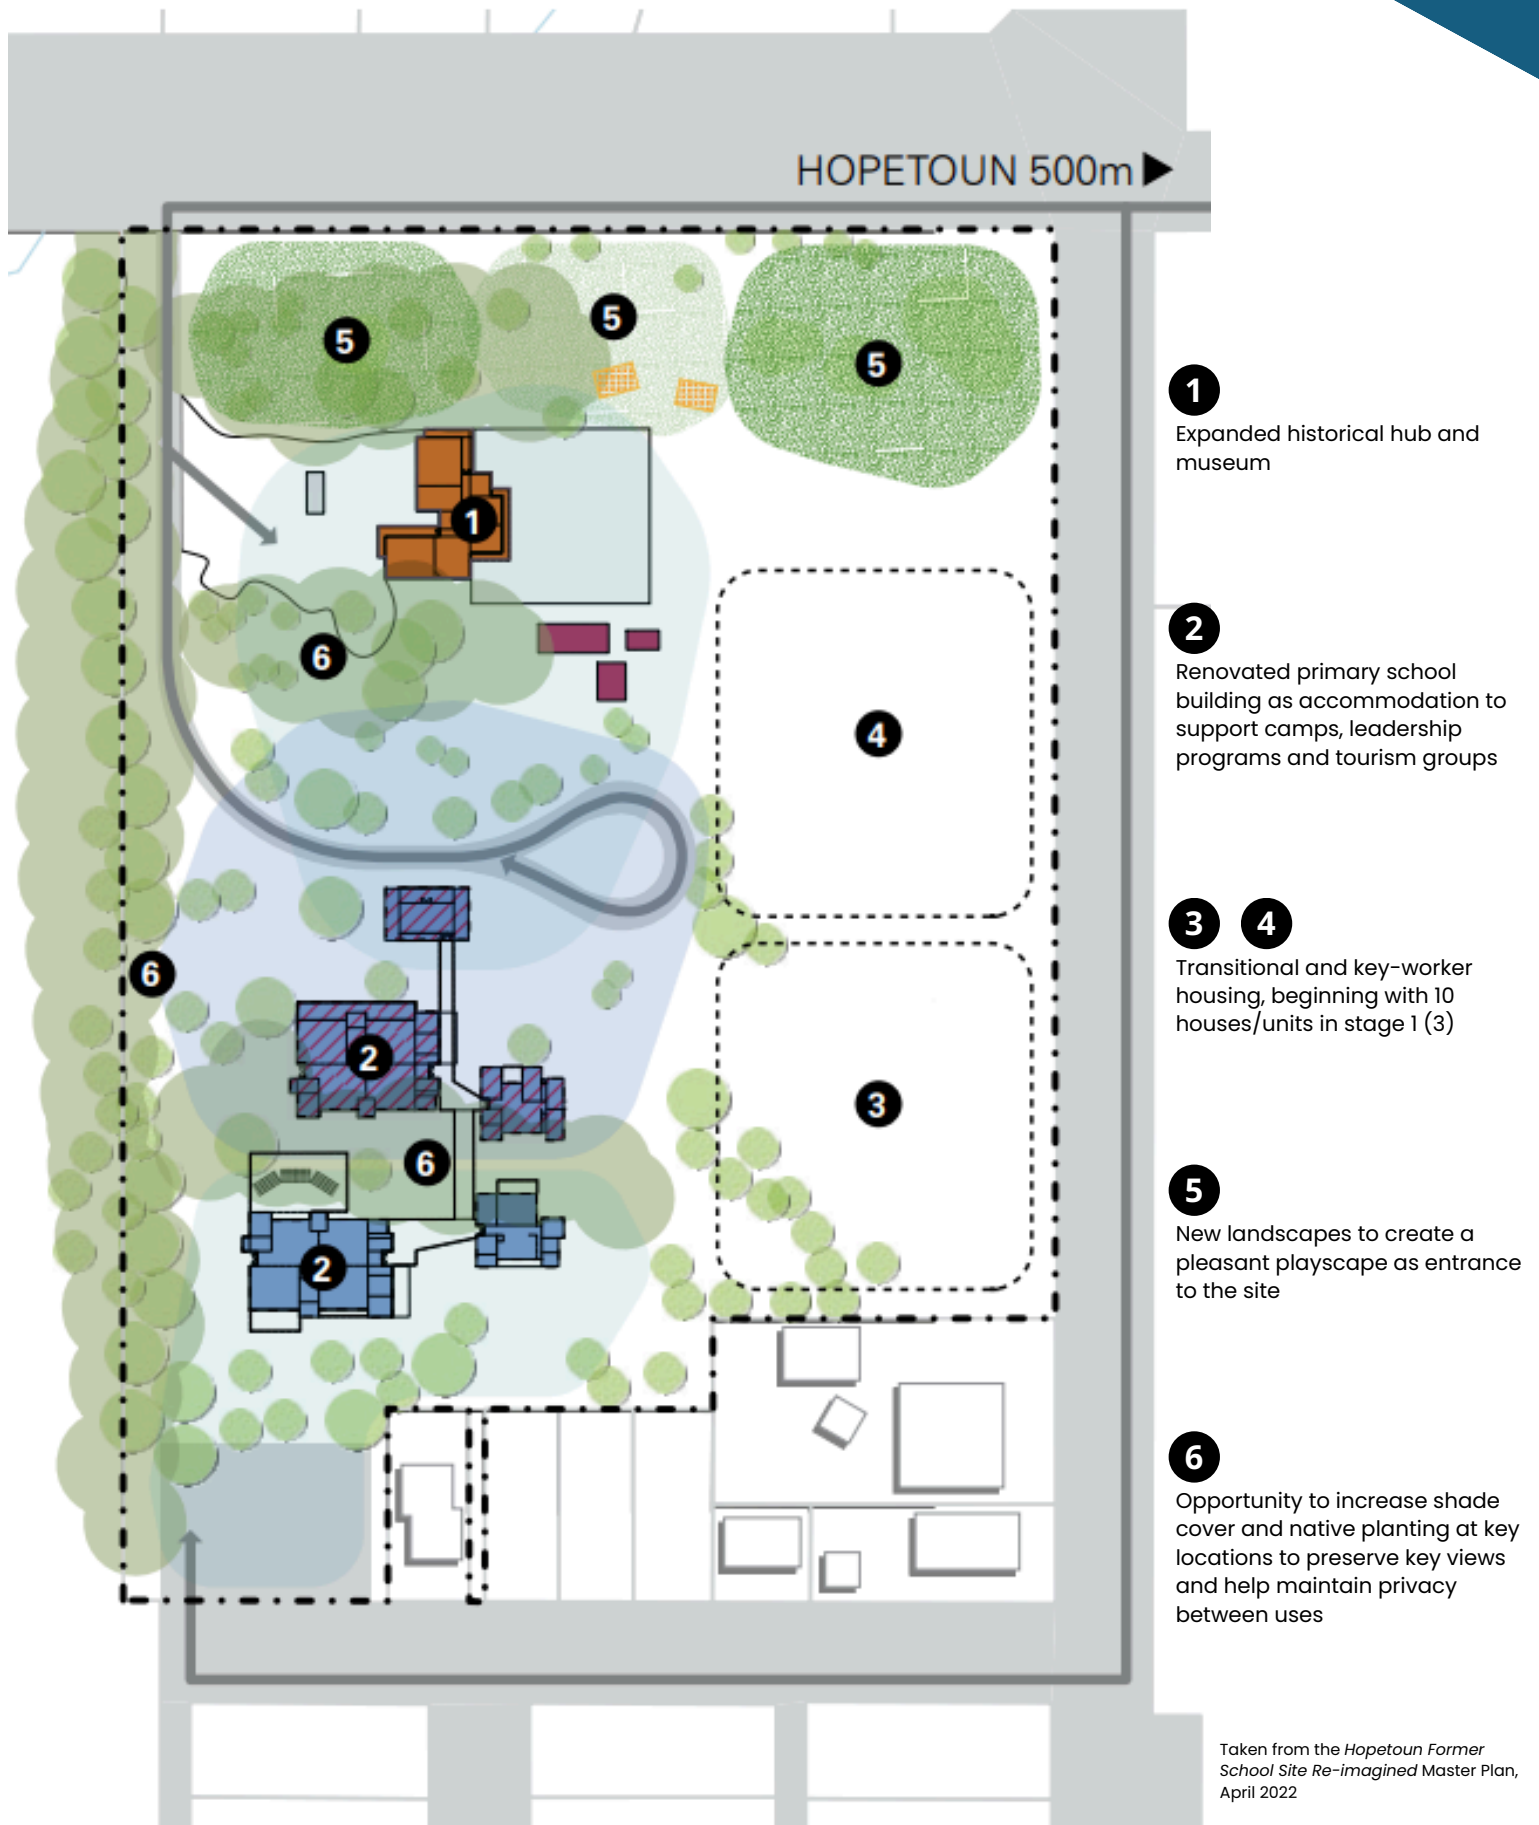 HOPETOUN 500m
5
5
5
1
6
4
6
2
3
6
2
1
Expanded historical hub and
museum
2
Renovated primary school
building as accommodation to
support camps, leadership
programs and tourism groups
3 4
Transitional and key-worker
housing, beginning with 10
houses/units in stage 1 (3)
5
New landscapes to create a
pleasant playscape as entrance
to the site
6
Opportunity to increase shade
cover and native planting at key
locations to preserve key views
and help maintain privacy
between uses
Taken from the Hopetoun Former
School Site Re-imagined Master Plan,
April 2022